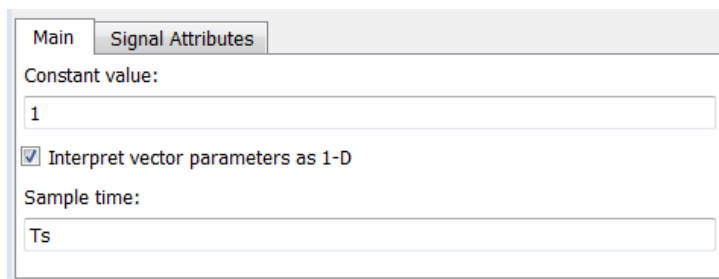 Main Signal Attributes
Constant value:
1
Interpret vector parameters as 1-D
Sample time:
Ts